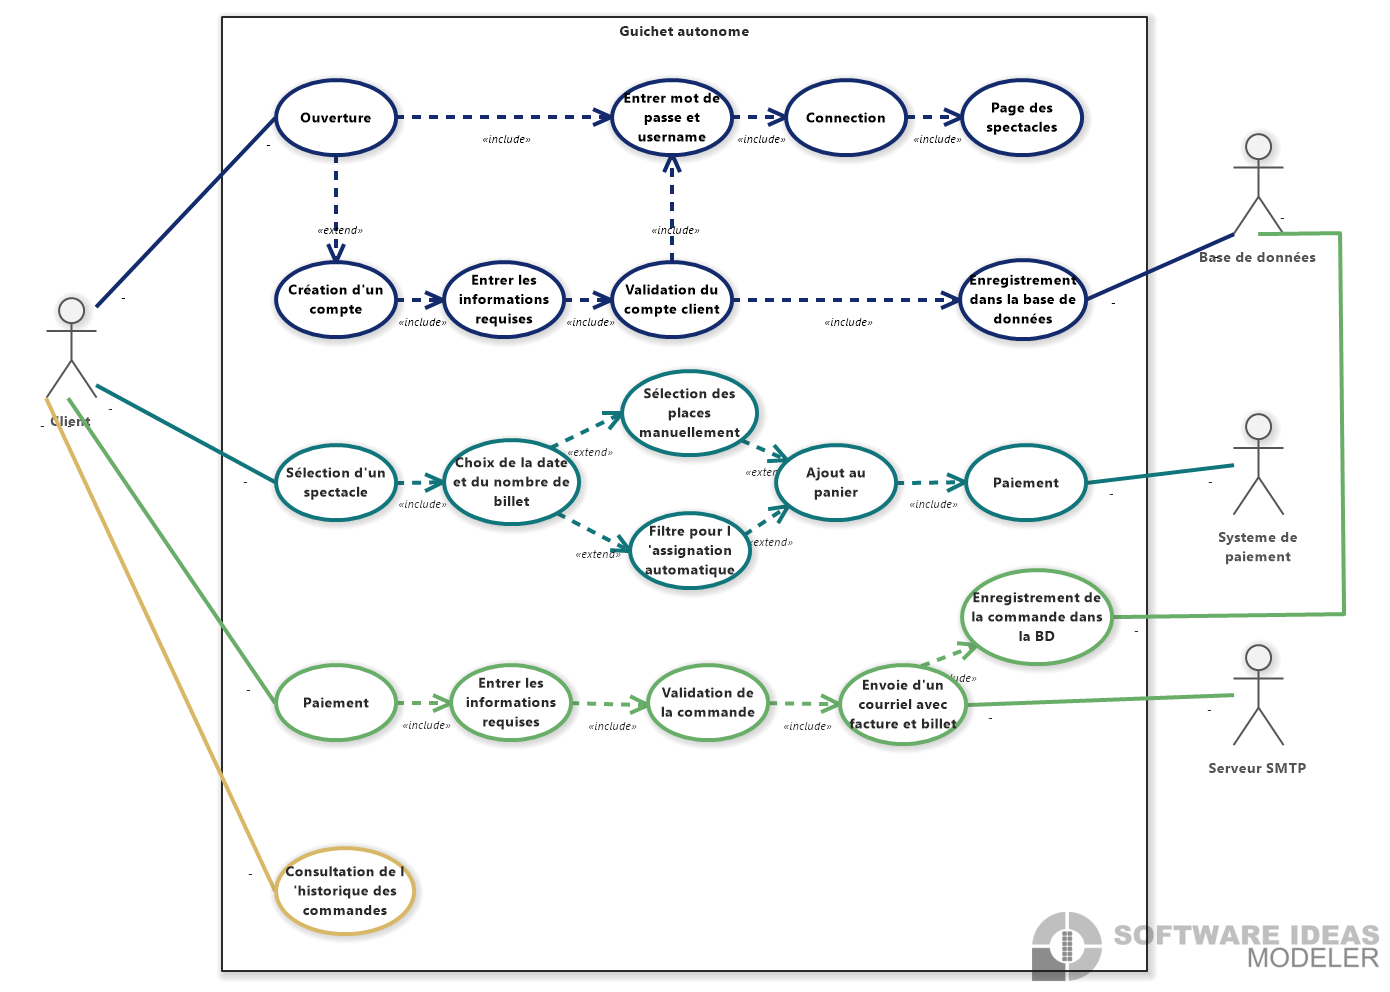 Guichet autonome
Ouverture
«include»
Entrer mot de
passe et
username
«include»
Connection
«include»
Page des
spectacles
«extend»
«include»
Base de données
Création d'un
compte
«include»
Entrer les
informations
requises
«include»
Validation du
compte client
«include»
Enregistrement
dans la base de
données
Client
Sélection d'un
spectacle
«include»
Choix de la date
et du nombre de
billet
«extend»
Sélection des
places
manuellement
«extend»
«extend»
Filtre pour l
'assignation
automatique
«extend»
Ajout au
panier
«include»
Paiement
Systeme de
paiement
Enregistrement de
la commande dans
la BD
«include»
Paiement
«include»
Entrer les
informations
requises
«include»
Validation de
la commande
«include»
Envoie d'un
courriel avec
facture et billet
Serveur SMTP
Consultation de l
'historique des
commandes
SOFTWARE IDEAS
MODELER